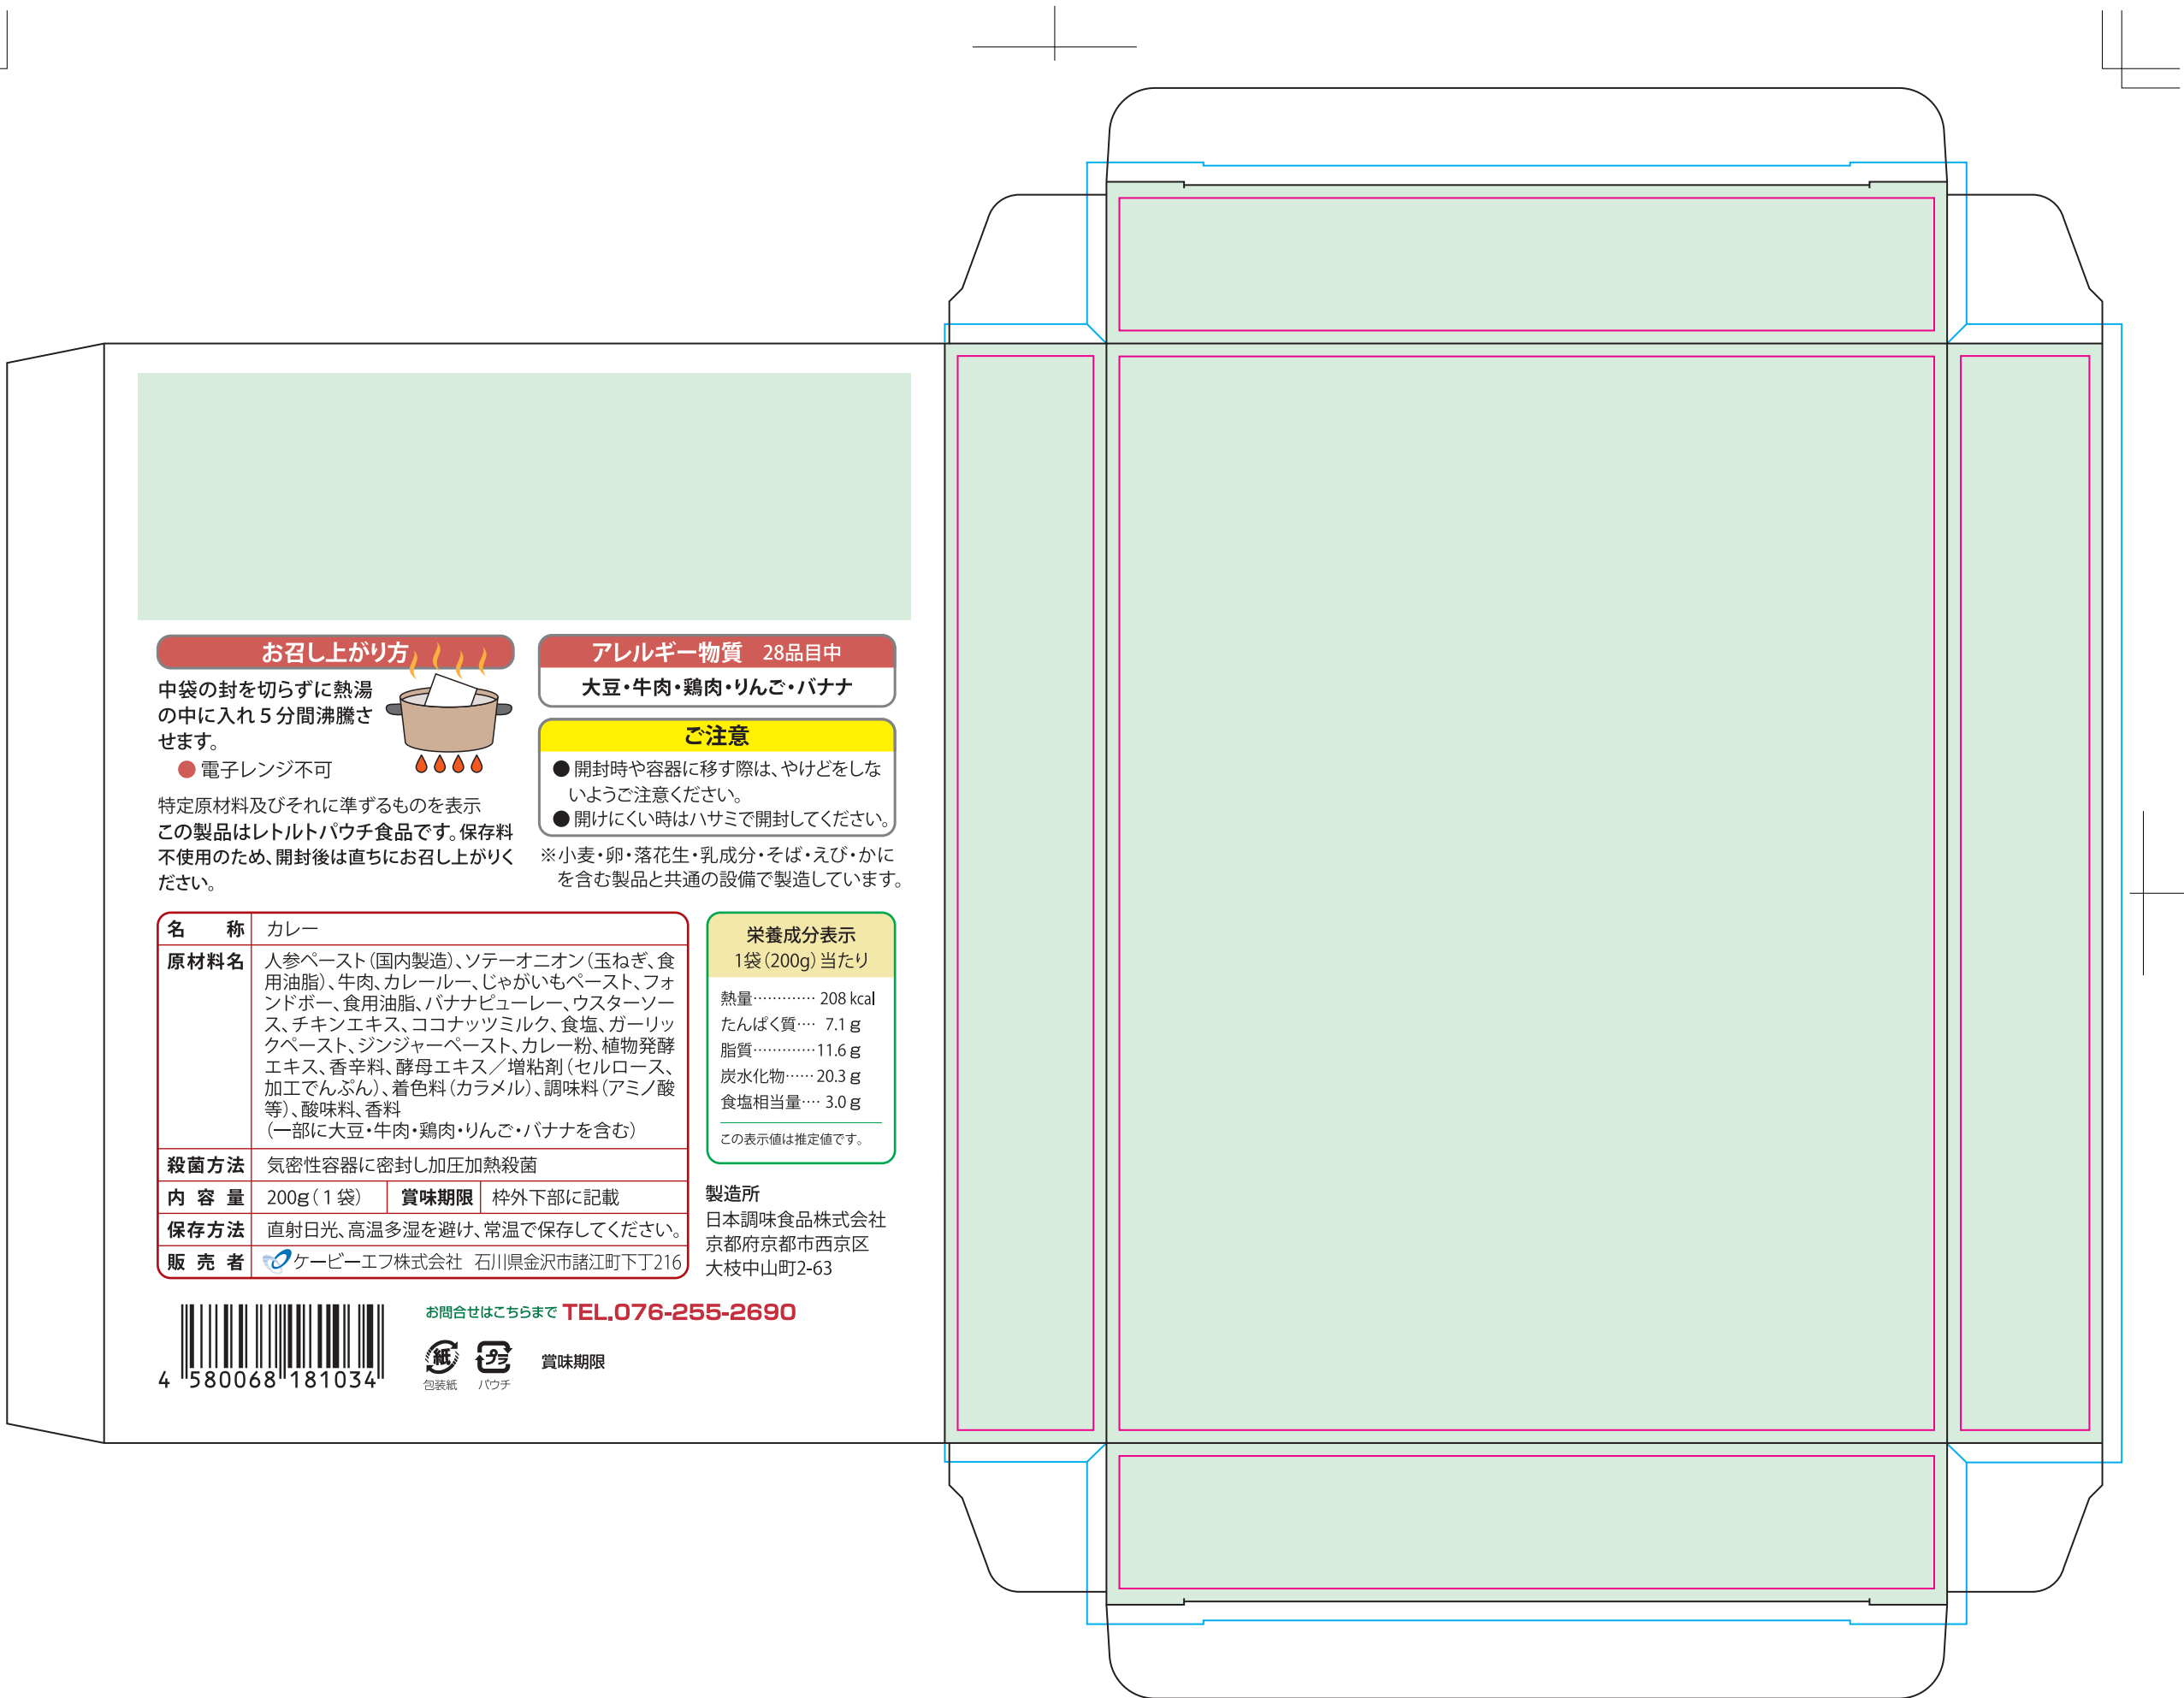 お召し上がり方
中袋の封を切らずに熱湯
の中に入れ 5 分間沸騰さ
せます。
● 電子レンジ不可
特定原材料及びそれに準ずるものを表示
この製品はレトルトパウチ食品です。保存料
不使用のため、開封後は直ちにお召し上がりく
ださい。
アレルギー物質 28品目中
大豆・牛肉・鶏肉・りんご・バナナ
ご注意
● 開封時や容器に移す際は、やけどをしな
いようご注意ください。
● 開けにくい時はハサミで開封してください。
※小麦・卵・落花生・乳成分・そば・えび・かに
を含む製品と共通の設備で製造しています。
名 称 カレー
原材料名 人参ペースト（国内製造）、ソテーオニオン（玉ねぎ、食
用油脂）、牛肉、カレールー、じゃがいもペースト、フォ
ンドボー、食用油脂、バナナピューレー、ウスターソー
ス、チキンエキス、ココナッツミルク、食塩、ガーリッ
クペースト、ジンジャーペースト、カレー粉、植物発酵
エキス、香辛料、酵母エキス／増粘剤（セルロース、
加工でんぷん）、着色料（カラメル）、調味料（アミノ酸
等）、酸味料、香料
（一部に大豆・牛肉・鶏肉・りんご・バナナを含む）
殺菌方法 気密性容器に密封し加圧加熱殺菌
内 容 量 200g（1 袋） 賞味期限 枠外下部に記載
保存方法 直射日光、高温多湿を避け、常温で保存してください。
販 売 者 ケービーエフ株式会社 石川県金沢市諸江町下丁216
栄養成分表示
1袋（200g）当たり
熱量············· 208 kcal
たんぱく質···· 7.1 g
脂質·············11.6 g
炭水化物······ 20.3 g
食塩相当量···· 3.0 g
この表示値は推定値です。
製造所
日本調味食品株式会社
京都府京都市西京区
大枝中山町2-63
4 580068 181034
お問合せはこちらまで TEL.076-255-2690
紙 プラ
包装紙 パウチ
賞味期限